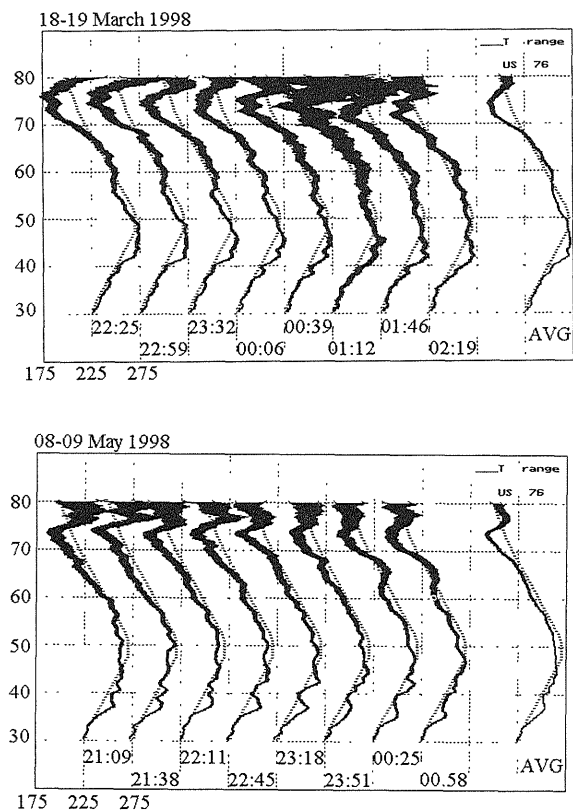 18-19 March 1998
T range
US 76
80
70
60
50
40
30
22:25 23:32 00:39 01:46
22:59 00:06 01:12 02:19 AVG
175 225 275
08-09 May 1998
T range
US 76
80
70
60
50
40
30
21:09 22:11 23:18 00:25
21:38 22:45 23:51 00.58 AVG
175 225 275